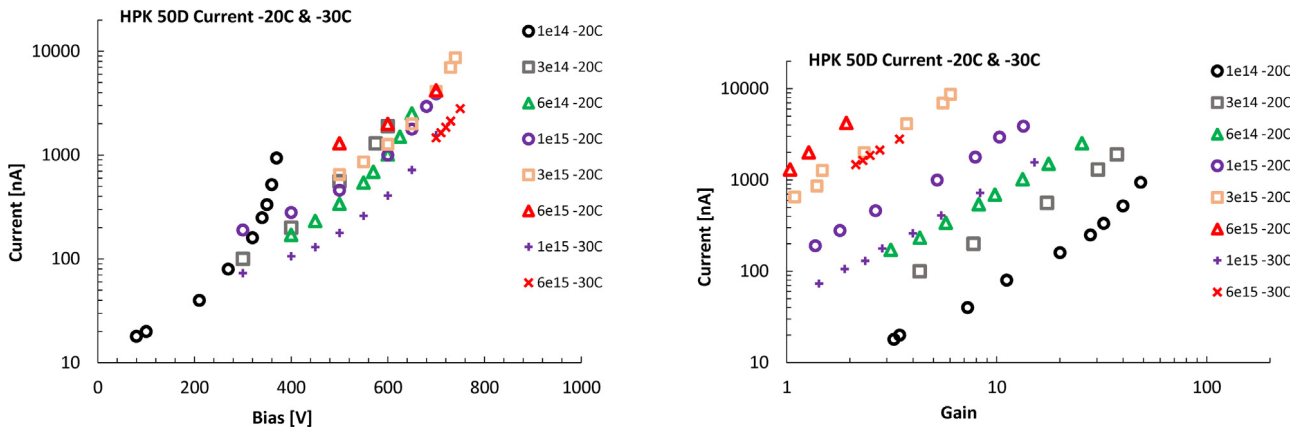 HPK 50D Current -20C & -30C
10000
1000
100
10
0
200
400
600
800
1000
Current [nA]
Bias [V]
1e14 -20C
3e14 -20C
6e14 -20C
1e15 -20C
3e15 -20C
6e15 -20C
1e15 -30C
6e15 -30C
HPK 50D Current -20C & -30C
10000
1000
100
10
1
10
100
Current [nA]
Gain
1e14 -20C
3e14 -20C
6e14 -20C
1e15 -20C
3e15 -20C
6e15 -20C
1e15 -30C
6e15 -30C